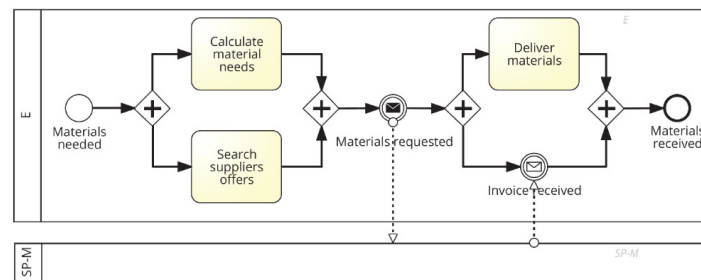 E
E
Calculate
material
needs
Deliver
materials
Materials
needed
Materials requested
Materials
received
Search
suppliers
offers
Invoice received
SP-M
SP-M